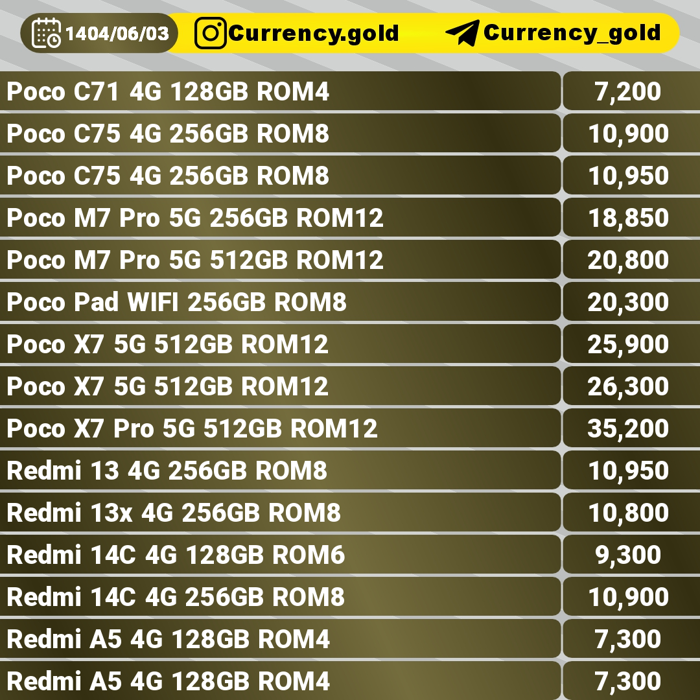 1404/06/03 Currency.gold Currency_gold
Poco C71 4G 128GB ROM4 7,200
Poco C75 4G 256GB ROM8 10,900
Poco C75 4G 256GB ROM8 10,950
Poco M7 Pro 5G 256GB ROM12 18,850
Poco M7 Pro 5G 512GB ROM12 20,800
Poco Pad WIFI 256GB ROM8 20,300
Poco X7 5G 512GB ROM12 25,900
Poco X7 5G 512GB ROM12 26,300
Poco X7 Pro 5G 512GB ROM12 35,200
Redmi 13 4G 256GB ROM8 10,950
Redmi 13x 4G 256GB ROM8 10,800
Redmi 14C 4G 128GB ROM6 9,300
Redmi 14C 4G 256GB ROM8 10,900
Redmi A5 4G 128GB ROM4 7,300
Redmi A5 4G 128GB ROM4 7,300